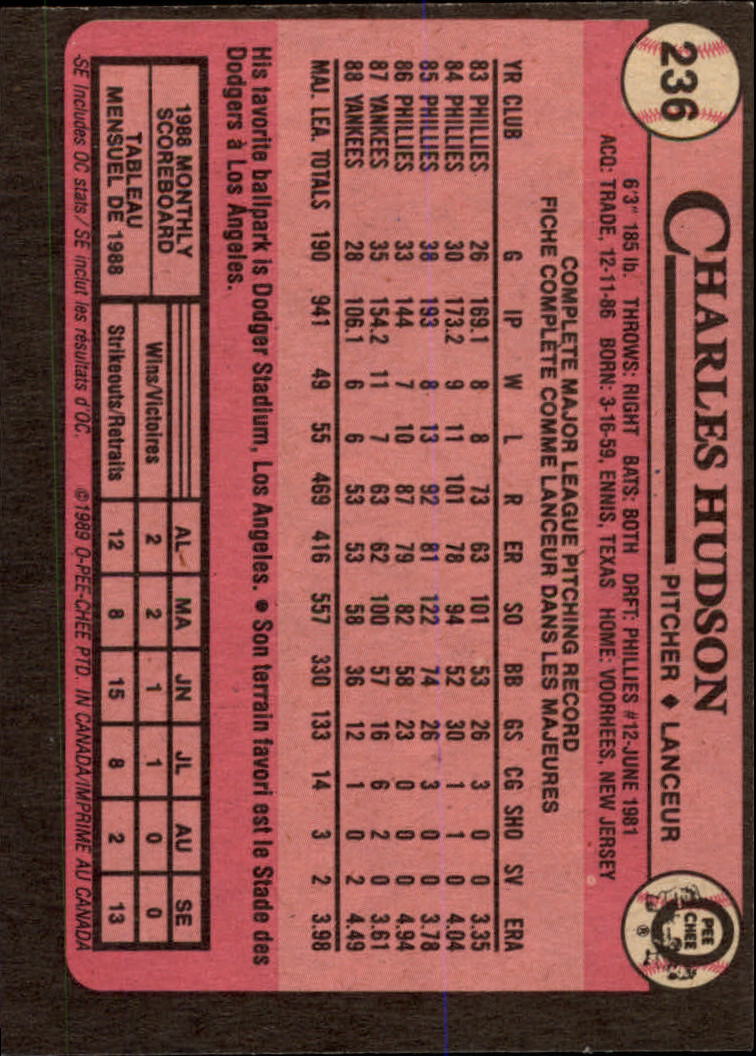 236
CHARLES HUDSON
PITCHER ♦ LANCEUR
O PEE CHEE ®
6'3" 185 lb. THROWS: RIGHT BATS: BOTH DRFT: PHILLIES #12-JUNE 1981
ACQ: TRADE, 12-11-86 BORN: 3-16-59, ENNIS, TEXAS HOME: VOORHEES, NEW JERSEY
COMPLETE MAJOR LEAGUE PITCHING RECORD
FICHE COMPLÈTE COMME LANCEUR DANS LES MAJEURES
YR CLUB G IP W L R ER SO BB GS CG SHO SV ERA
83 PHILLIES 26 169.1 8 8 73 63 101 53 26 3 0 0 3.35
84 PHILLIES 30 173.2 9 11 101 78 94 52 30 1 1 0 4.04
85 PHILLIES 38 193 8 13 92 81 122 74 26 3 0 0 3.78
86 PHILLIES 33 144 7 10 87 79 82 58 23 0 0 0 4.94
87 YANKEES 35 154.2 11 7 63 62 100 57 16 6 2 0 3.61
88 YANKEES 28 106.1 6 6 53 53 58 36 12 1 0 2 4.49
MAJ. LEA. TOTALS 190 941 49 55 469 416 557 330 133 14 3 2 3.98
His favorite ballpark is Dodger Stadium, Los Angeles. ● Son terrain favori est le Stade des
Dodgers à Los Angeles.
1988 MONTHLY
SCOREBOARD
TABLEAU
MENSUEL DE 1988
AL MA JN JL AU SE
Wins/Victoires 2 2 1 1 0 0
Strikeouts/Retraits 12 8 15 8 2 13
-SE Includes OC stats/ SE inclut les résultats d'OC. ©1989 O-PEE-CHEE PTD. IN CANADA/IMPRIMÉ AU CANADA